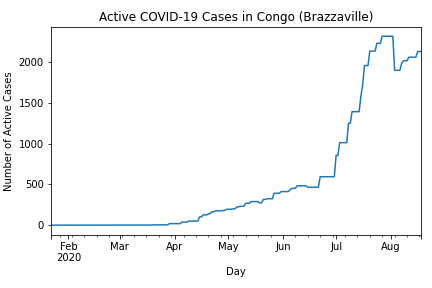 Active COVID-19 Cases in Congo (Brazzaville)
Number of Active Cases
2000
1500
1000
500
0
Feb Mar Apr May Jun Jul Aug
2020
Day